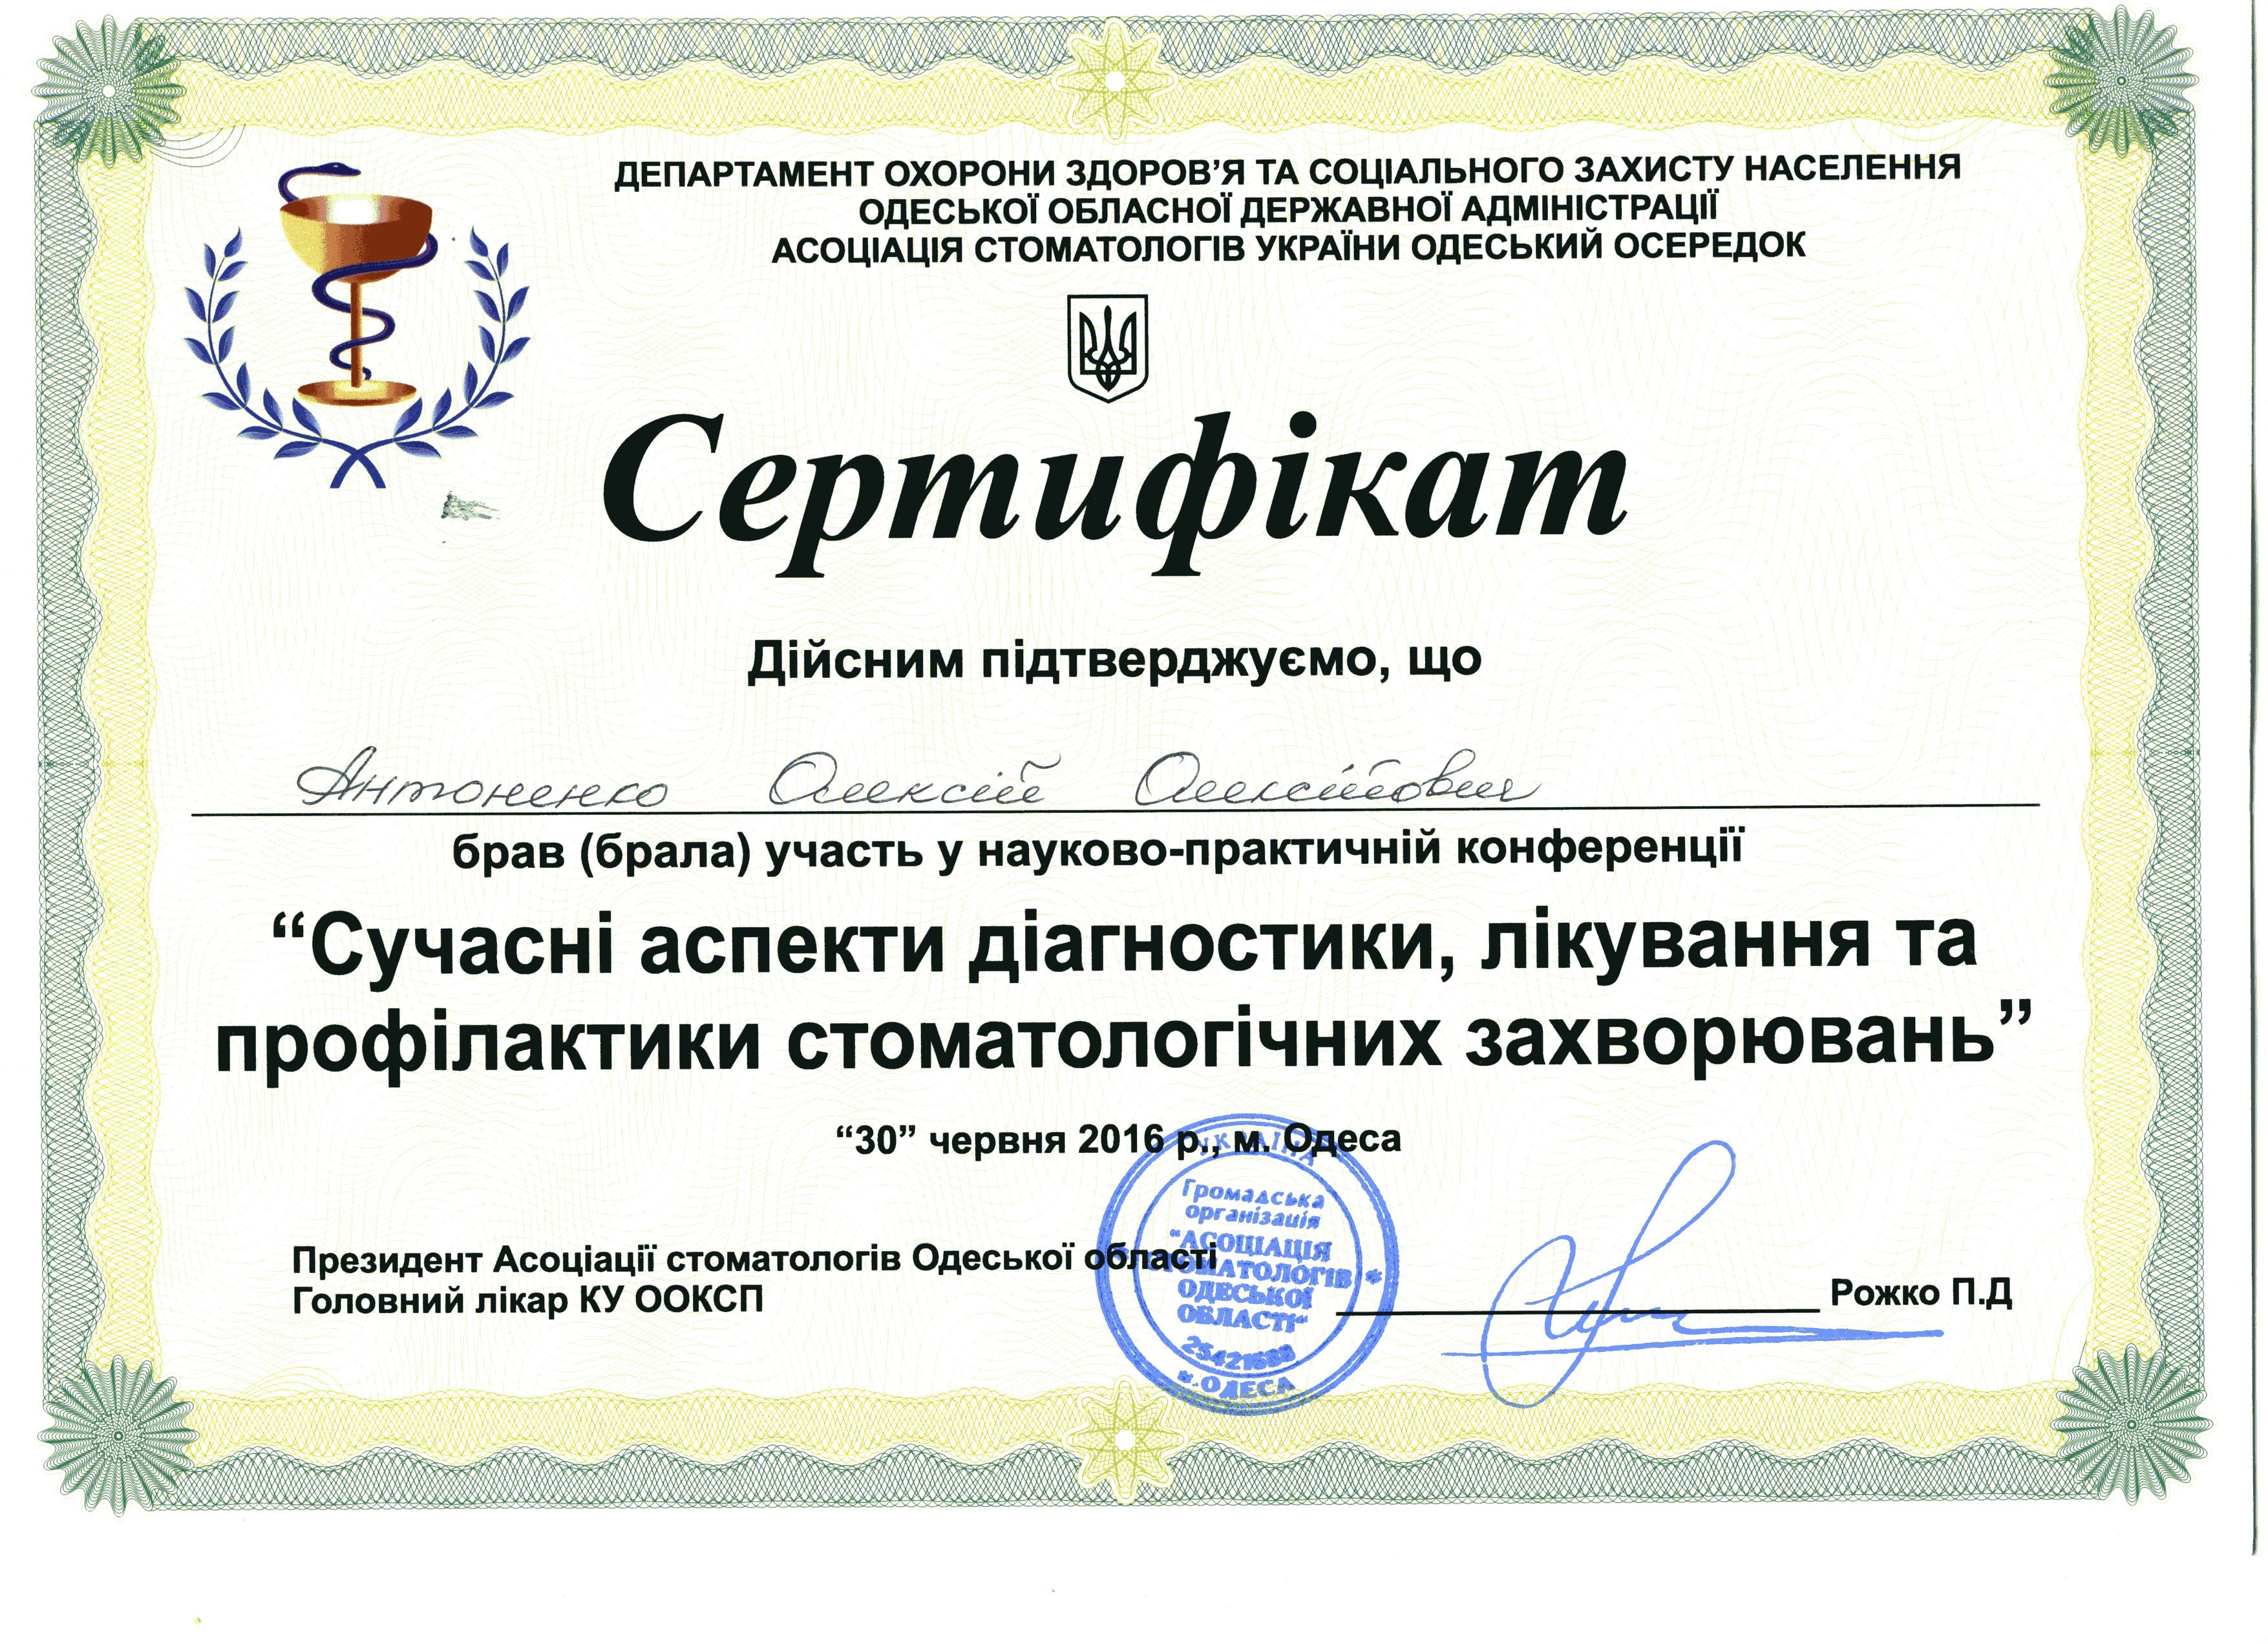 ДЕПАРТАМЕНТ ОХОРОНИ ЗДОРОВ’Я ТА СОЦІАЛЬНОГО ЗАХИСТУ НАСЕЛЕННЯ
ОДЕСЬКОЇ ОБЛАСНОЇ ДЕРЖАВНОЇ АДМІНІСТРАЦІЇ
АСОЦІАЦІЯ СТОМАТОЛОГІВ УКРАЇНИ ОДЕСЬКИЙ ОСЕРЕДОК
Сертифікат
Дійсним підтверджуємо, що
Антоненко Олексій Олексійович
брав (брала) участь у науково-практичній конференції
“Сучасні аспекти діагностики, лікування та
профілактики стоматологічних захворювань”
“30” червня 2016 р., м. Одеса
УКРАЇНА
Громадська
організація
“АСОЦІАЦІЯ
СТОМАТОЛОГІВ
ОДЕСЬКОЇ
ОБЛАСТІ”
м.ОДЕСА
Президент Асоціації стоматологів Одеської області
Головний лікар КУ ООКСП
Рожко П.Д